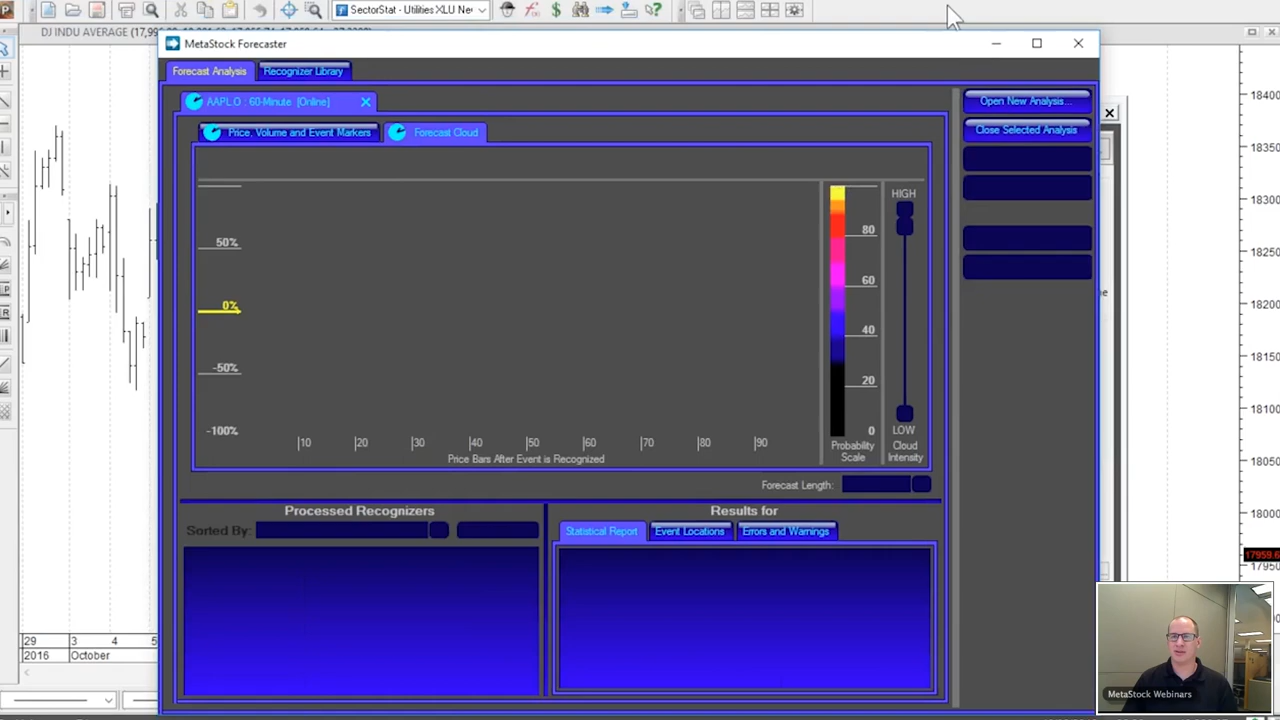 SectorStat - Utilities XLU Ne
DJ INDU AVERAGE
MetaStock Forecaster
Forecast Analysis
Recognizer Library
AAPL.O : 60-Minute [Online]
Open New Analysis...
Close Selected Analysis
Price, Volume and Event Markers
Forecast Cloud
HIGH
50%
0%
-50%
-100%
80
60
40
20
0
LOW
Probability
Scale
Cloud
Intensity
|10 |20 |30 |40 |50 |60 |70 |80 |90
Price Bars After Event is Recognized
Forecast Length:
Processed Recognizers
Sorted By:
Results for
Statistical Report
Event Locations
Errors and Warnings
18400
18350
18300
18250
18200
18150
18100
18050
18000
17959.6
17950
29 3 4 5
2016 October
MetaStock Webinars